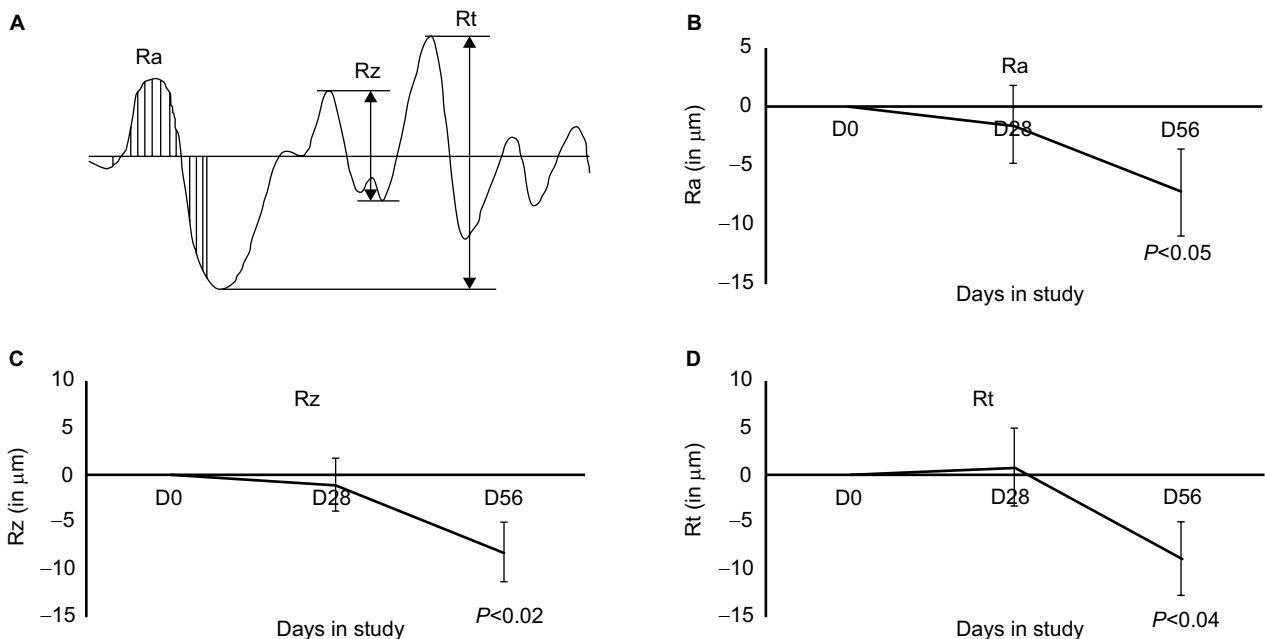 A
Ra
Rz
Rt
B
5
0
−5
−10
−15
Ra (in μm)
Ra
D0
D28
D56
P<0.05
Days in study
C
10
5
0
−5
−10
−15
Rz (in μm)
Rz
D0
D28
D56
P<0.02
Days in study
D
10
5
0
−5
−10
−15
Rt (in μm)
Rt
D0
D28
D56
P<0.04
Days in study